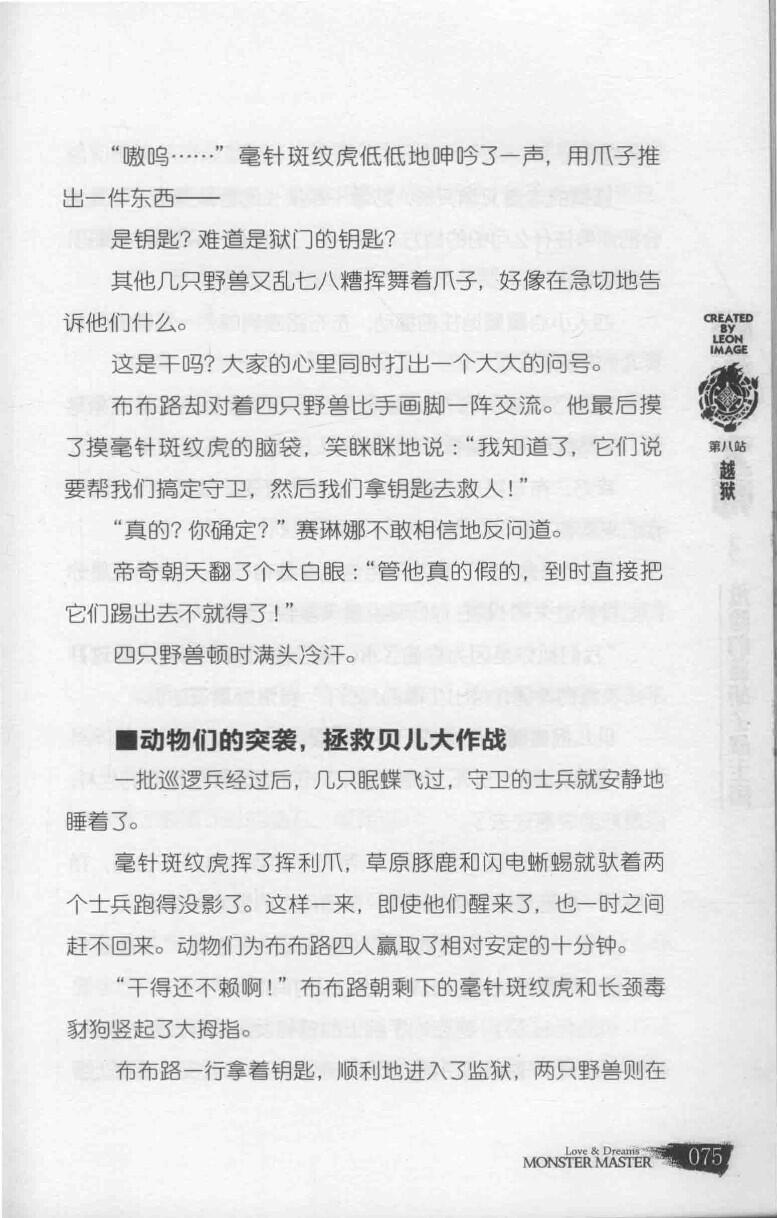 “嗷呜……”毫针斑纹虎低低地呻吟了一声，用爪子推
出一件东西——
是钥匙？难道是狱门的钥匙？
其他几只野兽又乱七八糟挥舞着爪子，好像在急切地告
诉他们什么。
这是干吗？大家的心里同时打出一个大大的问号。
布布路却对着四只野兽比手画脚一阵交流。他最后摸
了摸毫针斑纹虎的脑袋，笑眯眯地说：“我知道了，它们说
要帮我们搞定守卫，然后我们拿钥匙去救人！”
“真的？你确定？”赛琳娜不敢相信地反问道。
帝奇朝天翻了个大白眼：“管他真的假的，到时直接把
它们踢出去不就得了！”
四只野兽顿时满头冷汗。
■动物们的突袭，拯救贝儿大作战
一批巡逻兵经过后，几只眠蝶飞过，守卫的士兵就安静地
睡着了。
毫针斑纹虎挥了挥利爪，草原豚鹿和闪电蜥蜴就驮着两
个士兵跑得没影了。这样一来，即使他们醒来了，也一时之间
赶不回来。动物们为布布路四人赢取了相对安定的十分钟。
“干得还不赖啊！”布布路朝剩下的毫针斑纹虎和长颈毒
豺狗竖起了大拇指。
布布路一行拿着钥匙，顺利地进入了监狱，两只野兽则在
CREATED
BY
LEON
IMAGE
第八站
越狱
Love & Dreams
MONSTER MASTER
075